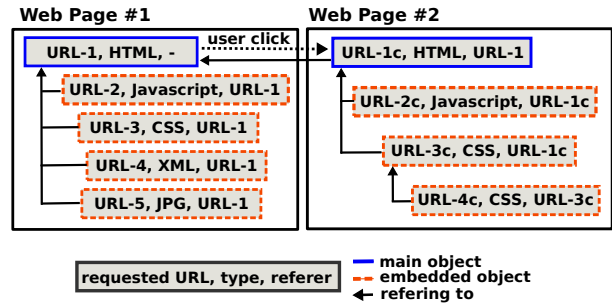 Web Page #1
Web Page #2
user click
URL-1, HTML, -
URL-2, Javascript, URL-1
URL-3, CSS, URL-1
URL-4, XML, URL-1
URL-5, JPG, URL-1
URL-1c, HTML, URL-1
URL-2c, Javascript, URL-1c
URL-3c, CSS, URL-1c
URL-4c, CSS, URL-3c
requested URL, type, referer
main object
embedded object
refering to